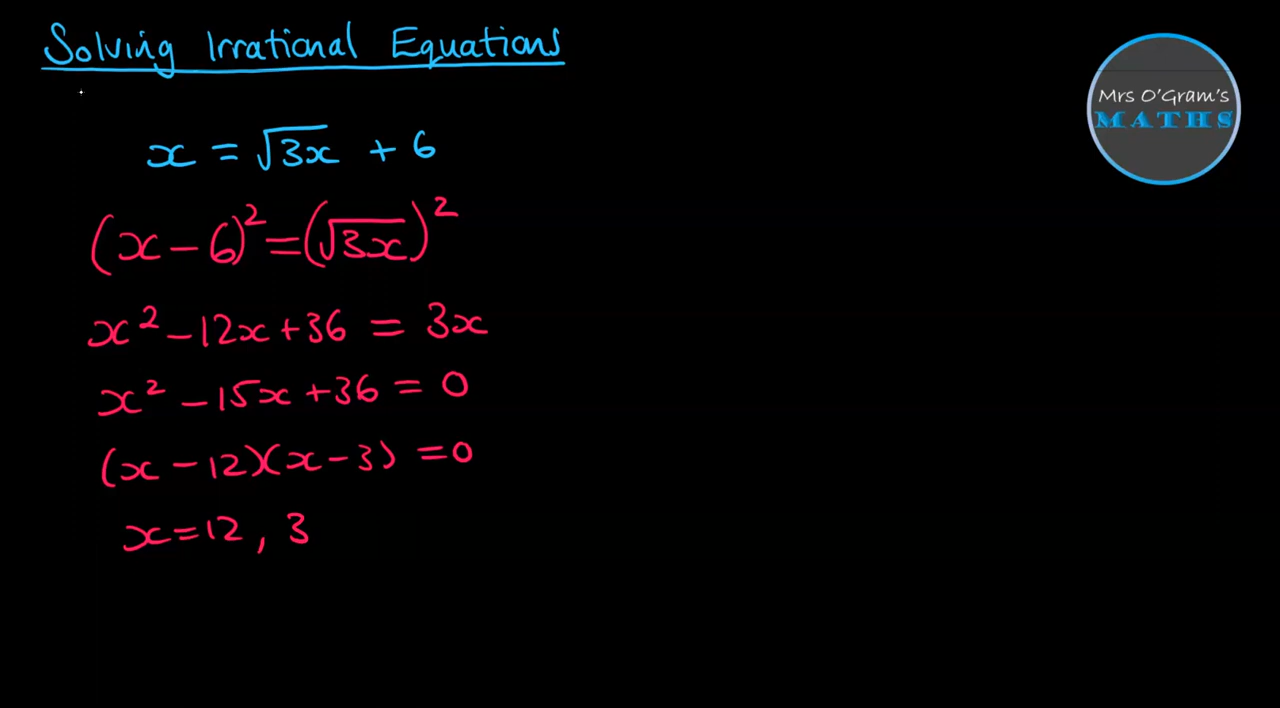 Solving Irrational Equations
Mrs O'Gram's
MATHS
x = √3x + 6
(x - 6)² = (√3x)²
x² - 12x + 36 = 3x
x² - 15x + 36 = 0
(x - 12)(x - 3) = 0
x = 12, 3